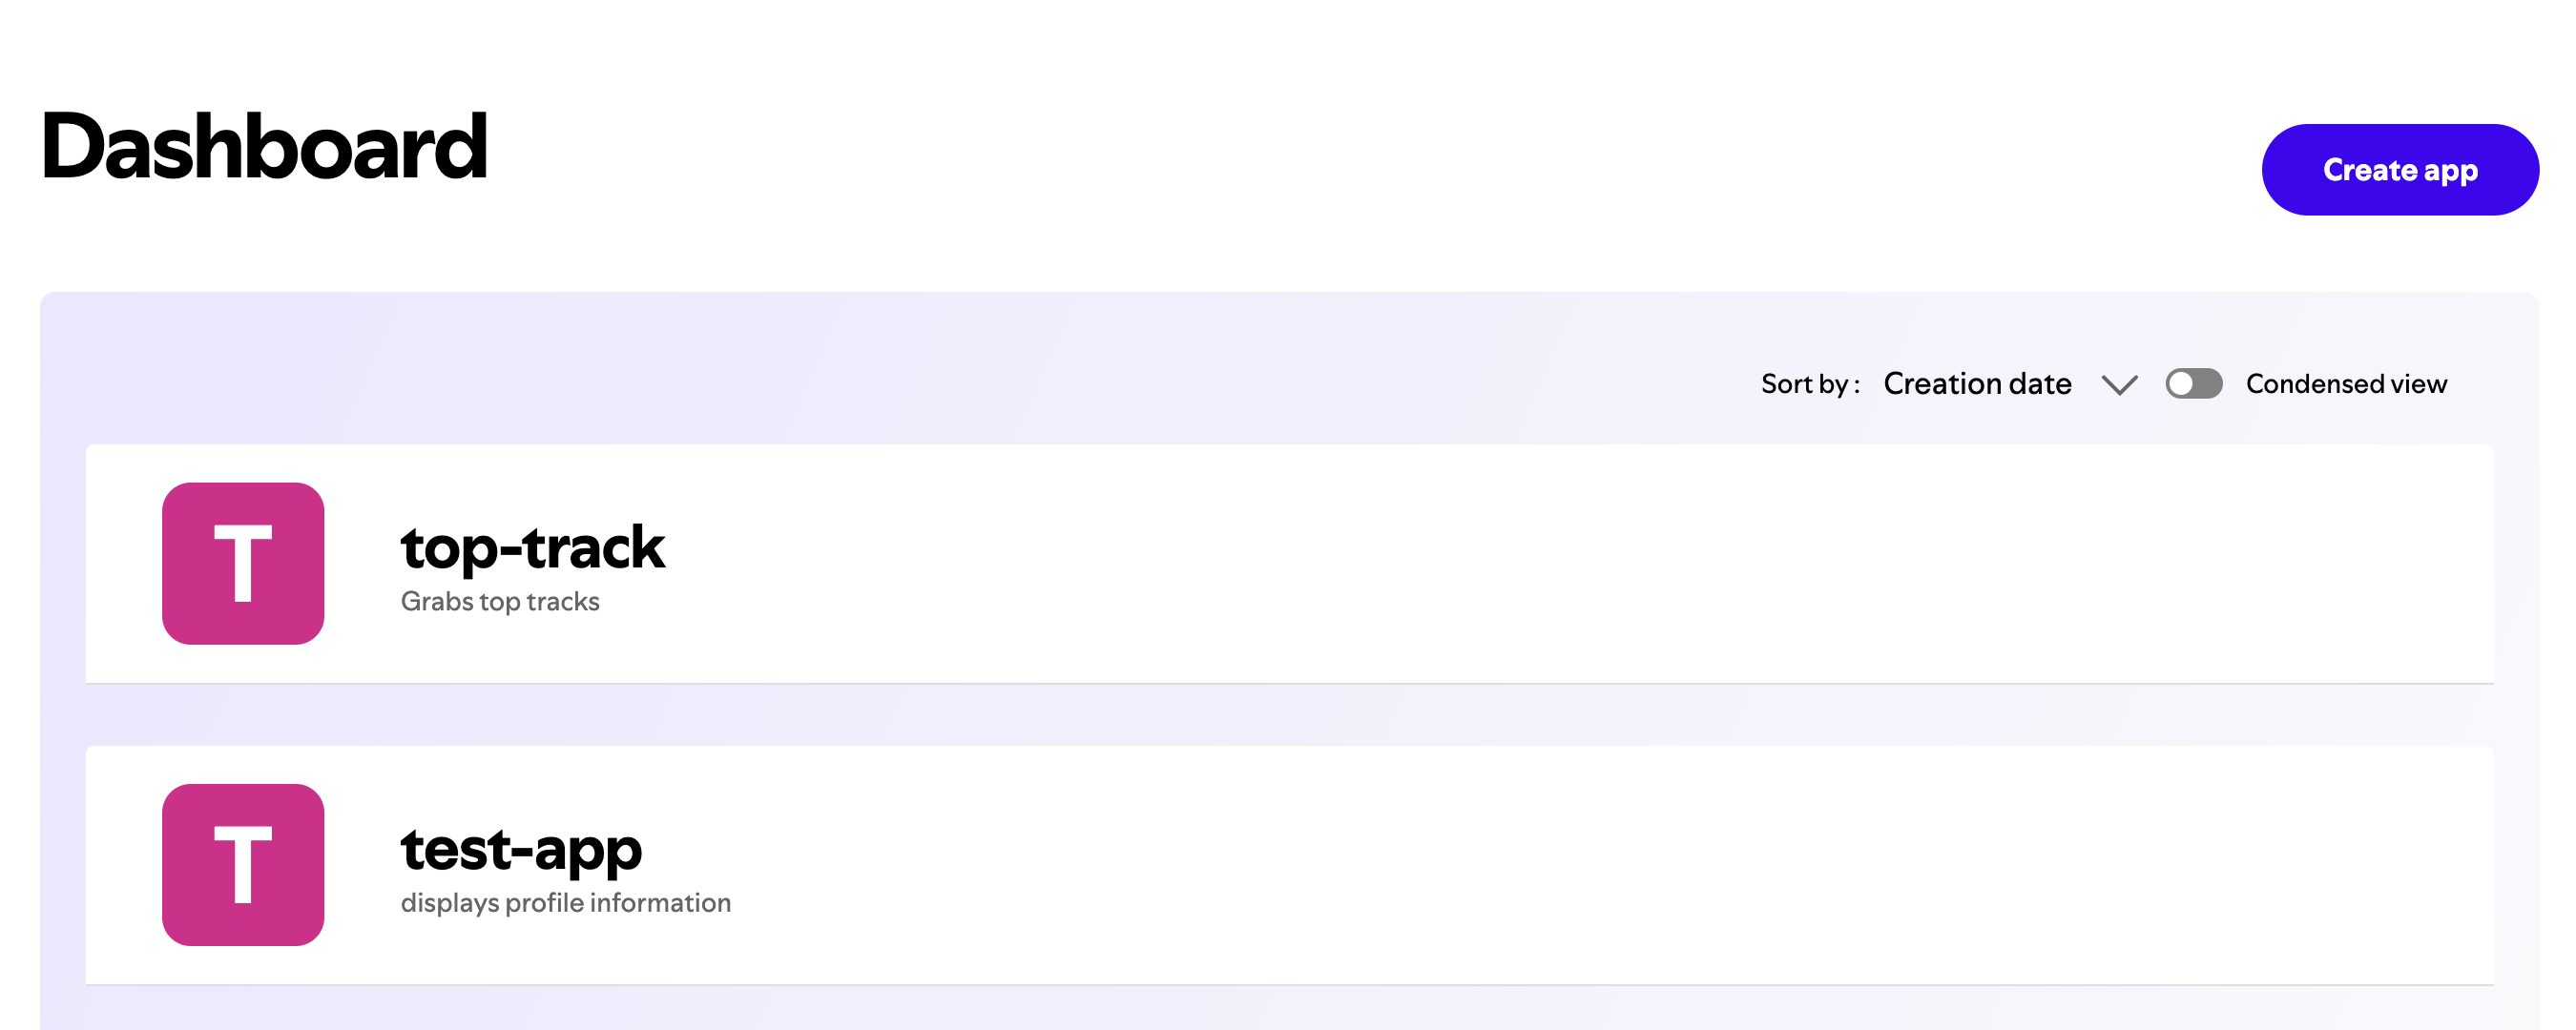 Dashboard
Create app
Sort by : Creation date Condensed view
T
top-track
Grabs top tracks
T
test-app
displays profile information